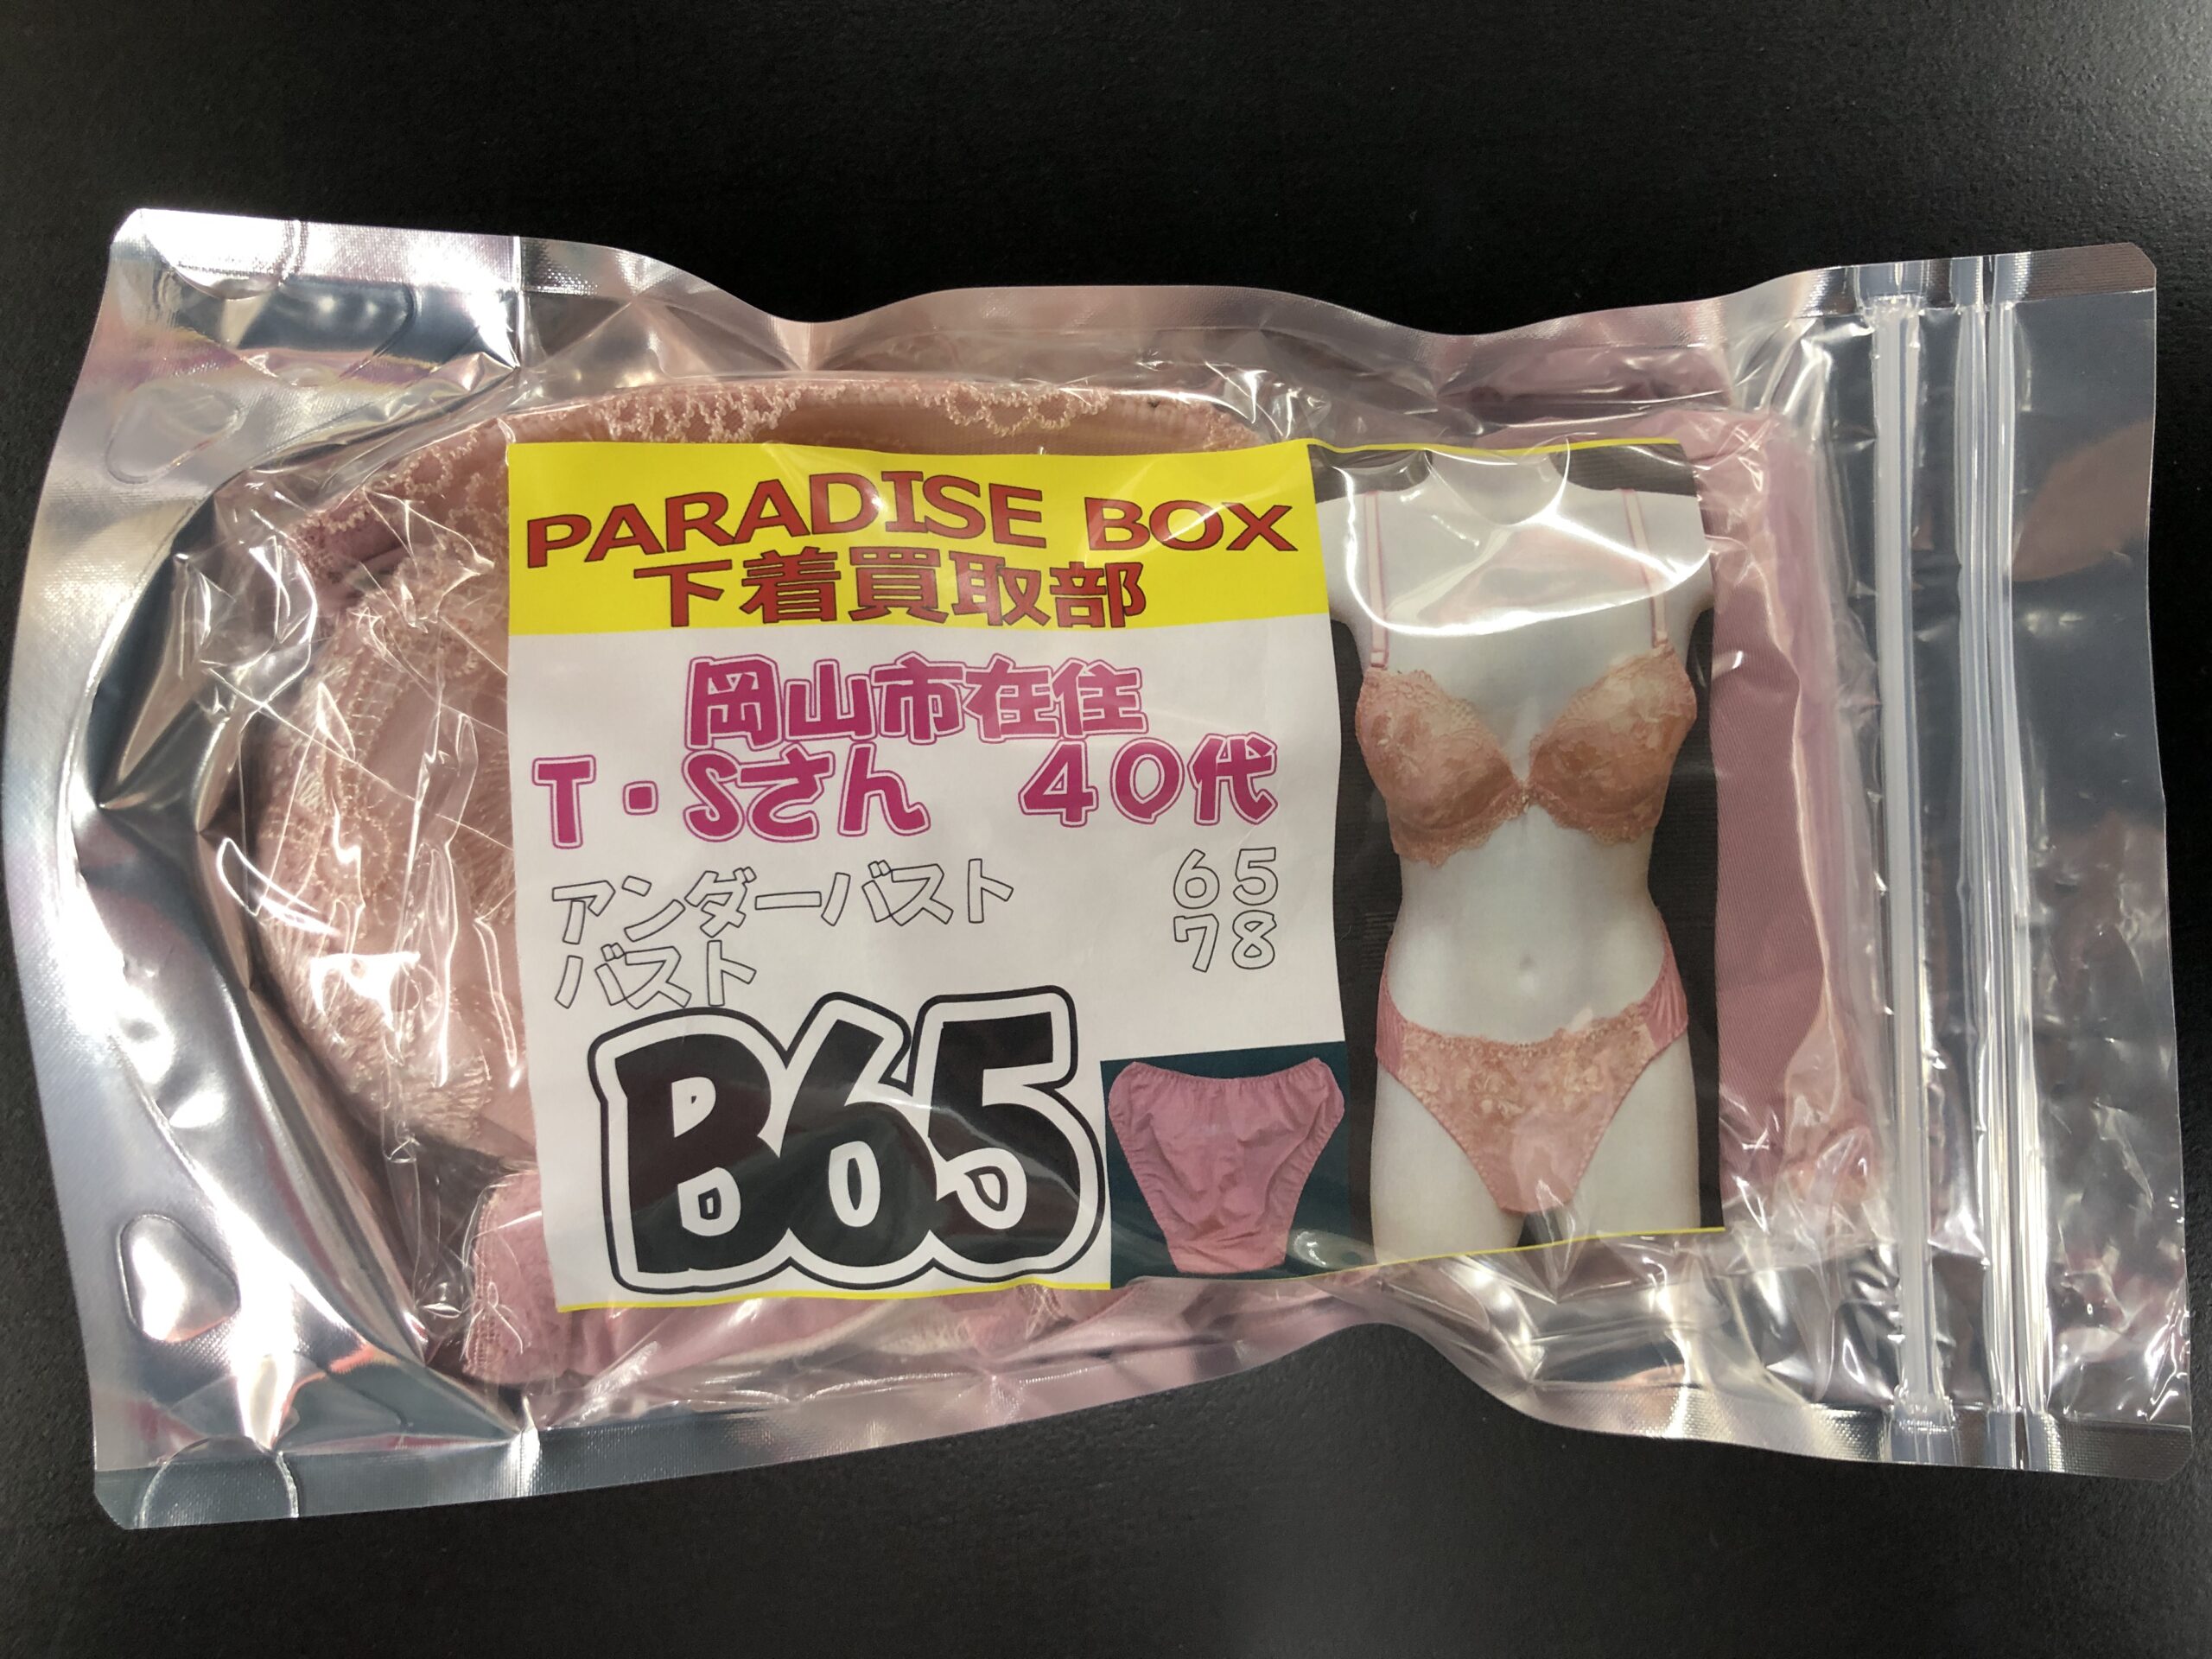 PARADISE BOX
下着買取部
岡山市在住
T・Sさん　40代
アンダーバスト　65
バスト　78
B65